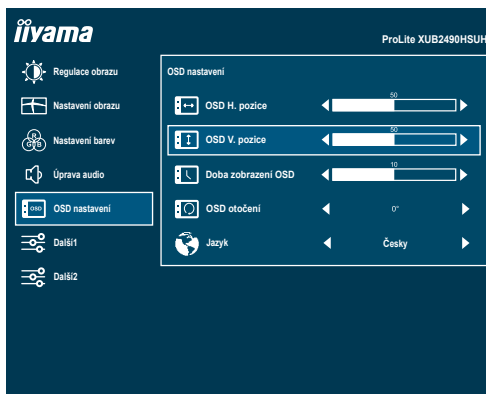 iiyama
ProLite XUB2490HSUH
Regulace obrazu
Nastavení obrazu
R
G B
Nastavení barev
Úprava audio
OSD
OSD nastavení
Další1
Další2
OSD nastavení
OSD H. pozice
50
OSD V. pozice
50
Doba zobrazení OSD
10
OSD otočení
0°
Jazyk
Česky